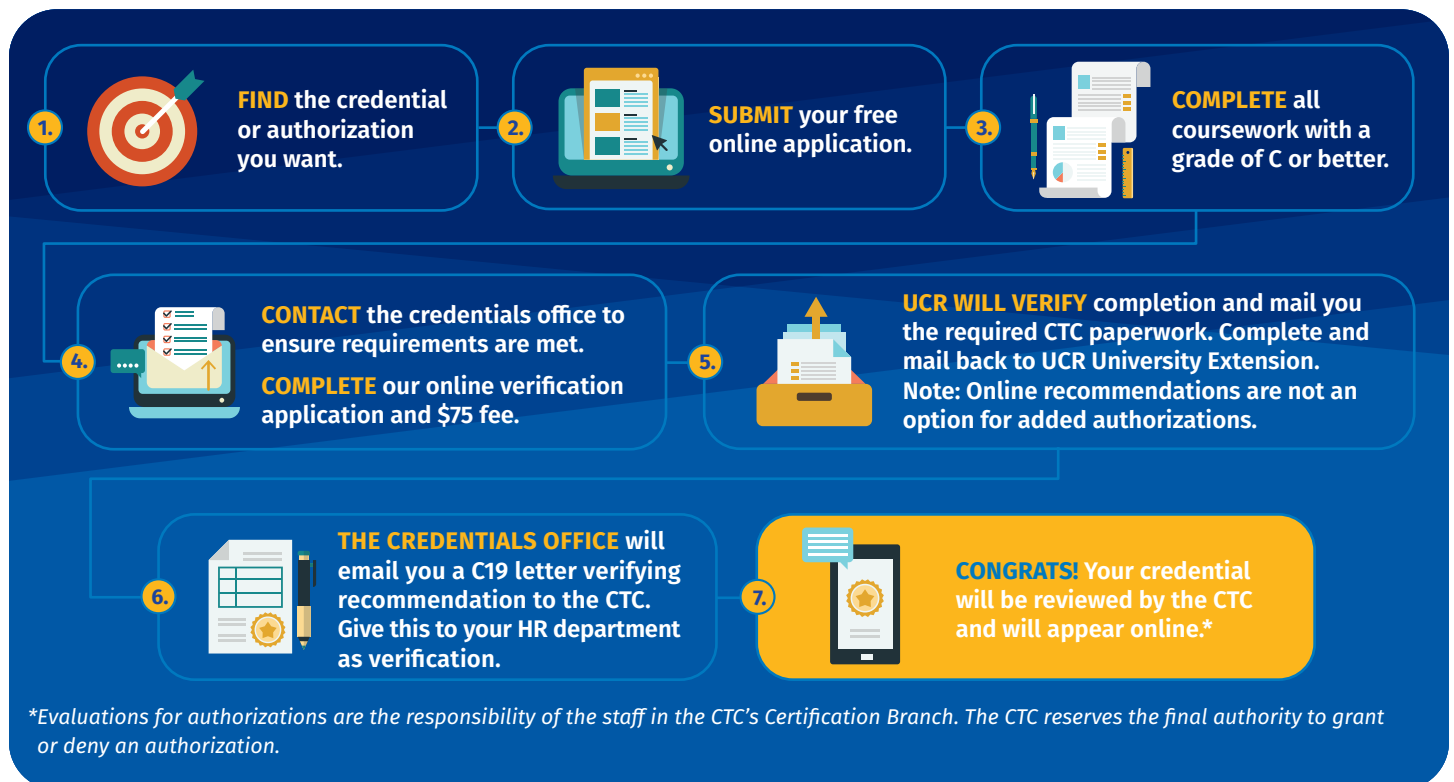 1.
FIND the credential
or authorization
you want.
2.
SUBMIT your free
online application.
3.
COMPLETE all
coursework with a
grade of C or better.
4.
CONTACT the credentials office to
ensure requirements are met.
COMPLETE our online verification
application and $75 fee.
5.
UCR WILL VERIFY completion and mail you
the required CTC paperwork. Complete and
mail back to UCR University Extension.
Note: Online recommendations are not an
option for added authorizations.
6.
THE CREDENTIALS OFFICE will
email you a C19 letter verifying
recommendation to the CTC.
Give this to your HR department
as verification.
7.
CONGRATS! Your credential
will be reviewed by the CTC
and will appear online.*
*Evaluations for authorizations are the responsibility of the staff in the CTC’s Certification Branch. The CTC reserves the final authority to grant
or deny an authorization.